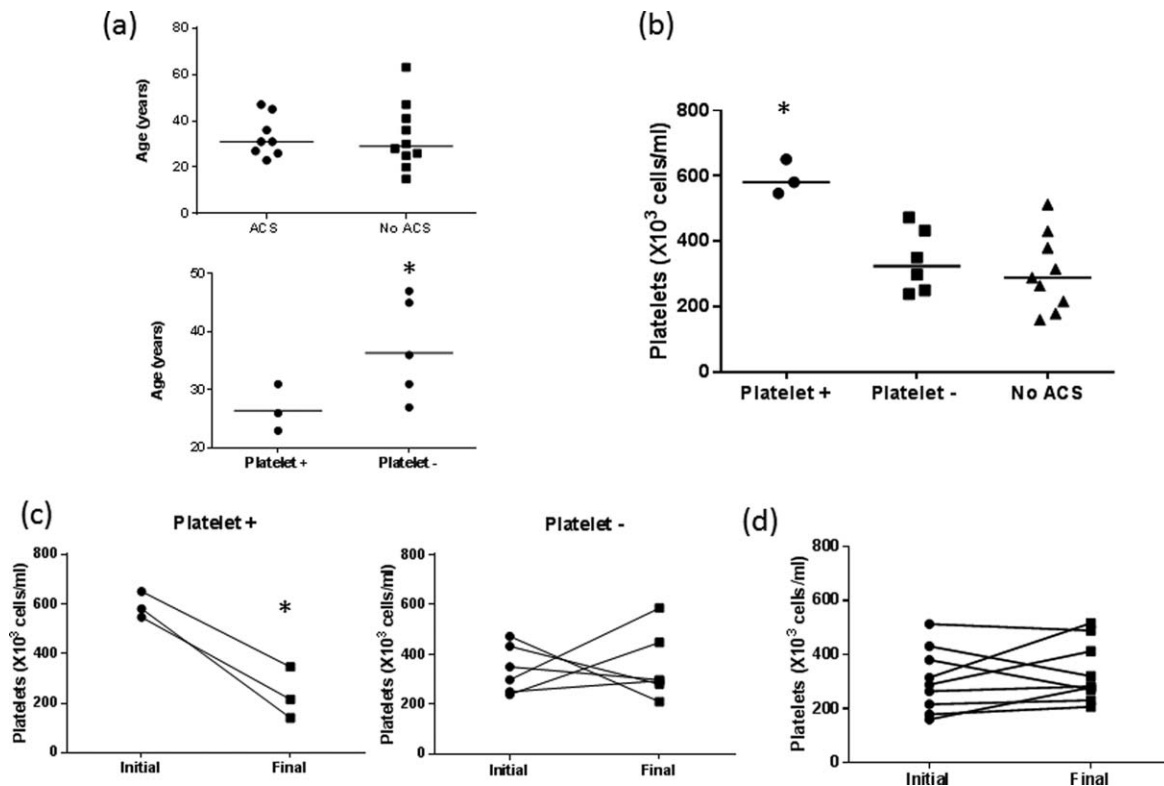 (a)
80
60
40
20
0
Age (years)
ACS
No ACS
50
40
30
20
Age (years)
*
Platelet +
Platelet -
(b)
800
600
400
200
0
Platelets (X10³ cells/ml)
*
Platelet +
Platelet -
No ACS
(c)
Platelet +
800
600
400
200
0
Platelets (X10³ cells/ml)
*
Initial
Final
Platelet -
800
600
400
200
0
Platelets (X10³ cells/ml)
Initial
Final
(d)
800
600
400
200
0
Platelets (X10³ cells/ml)
Initial
Final